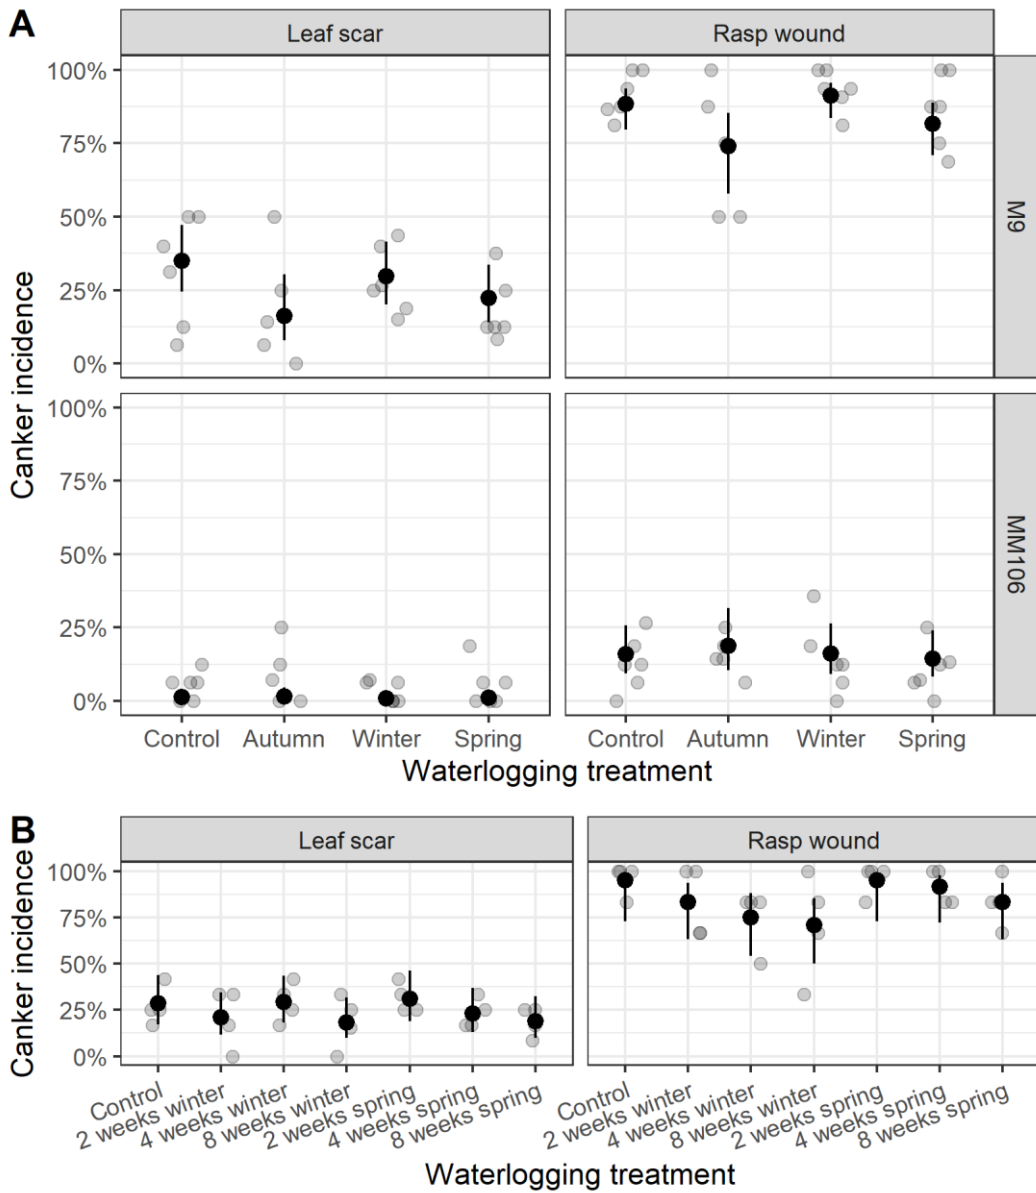 A
Leaf scar
Rasp wound
Canker incidence
100%
75%
50%
25%
0%
M9
100%
75%
50%
25%
0%
MM106
Control Autumn Winter Spring
Control Autumn Winter Spring
Waterlogging treatment
B
Leaf scar
Rasp wound
Canker incidence
100%
75%
50%
25%
0%
Control
2 weeks winter
4 weeks winter
8 weeks winter
2 weeks spring
4 weeks spring
8 weeks spring
Control
2 weeks winter
4 weeks winter
8 weeks winter
2 weeks spring
4 weeks spring
8 weeks spring
Waterlogging treatment